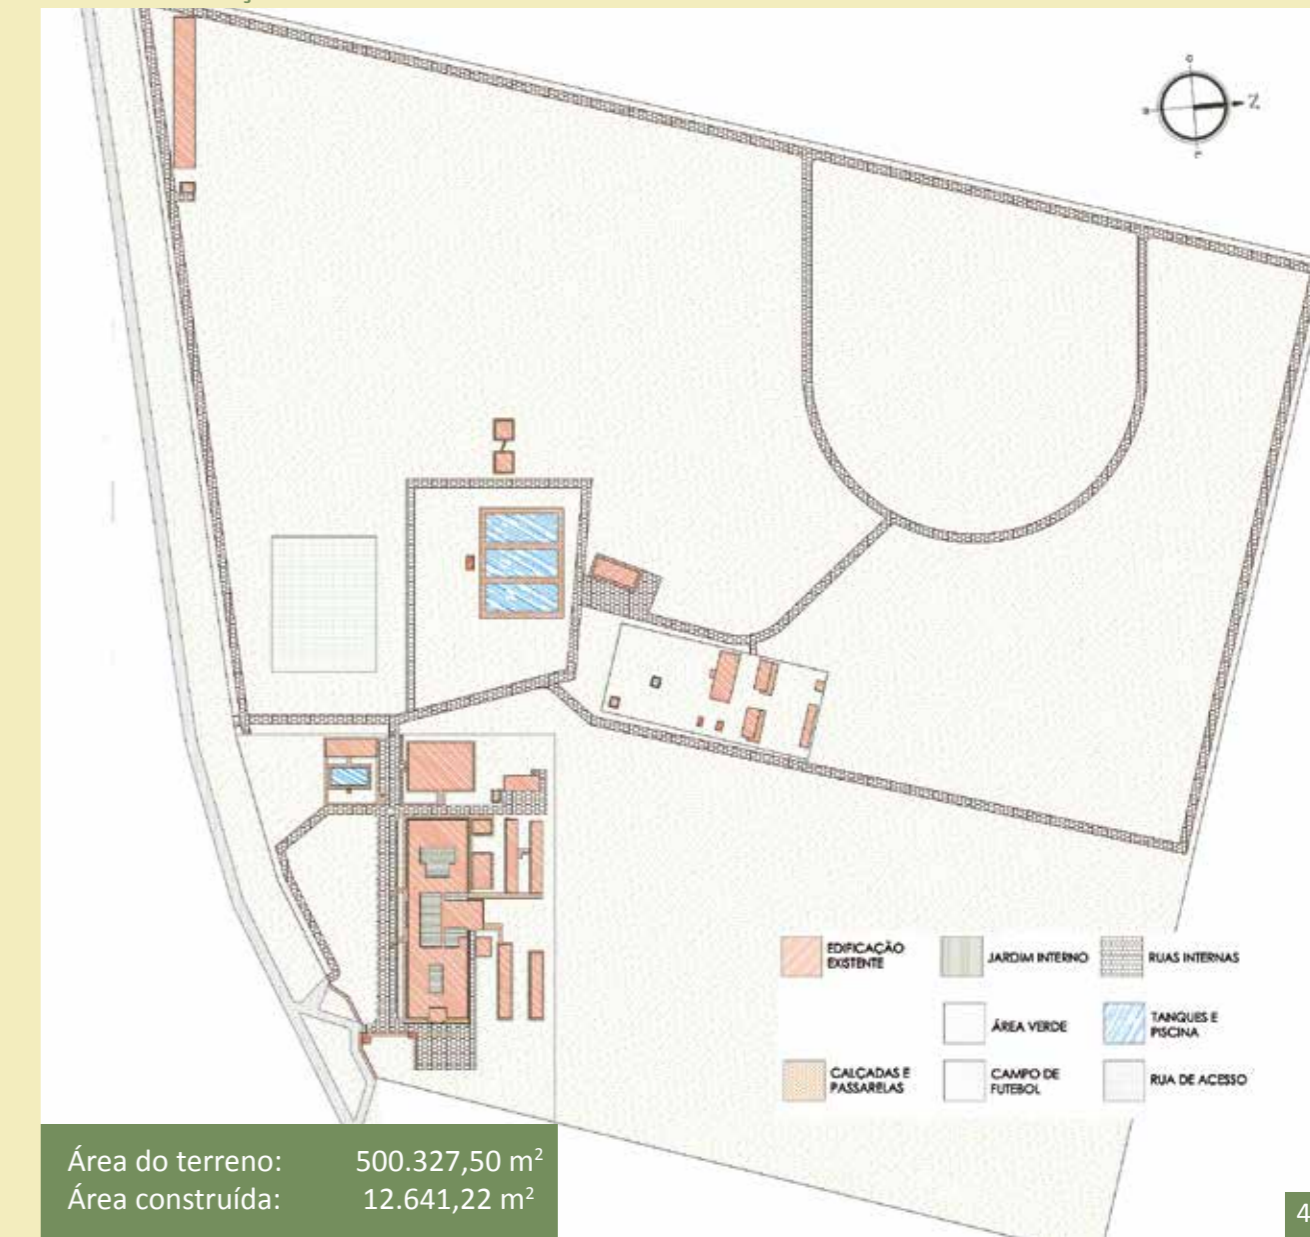 Z
EDIFICAÇÃO
EXISTENTE
JARDIM INTERNO
RUAS INTERNAS
ÁREA VERDE
TANQUES E
PISCINA
CALÇADAS E
PASSARELAS
CAMPO DE
FUTEBOL
RUA DE ACESSO
Área do terreno: 500.327,50 m²
Área construída: 12.641,22 m²
4